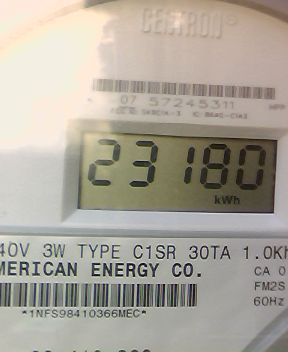 CENTRON®
07 57245311
23180
kWh
40V 3W TYPE C1SR 30TA 1.0Kh
MERICAN ENERGY CO.
CA 0
FM2S
60Hz
*1NFS98410366MEC*